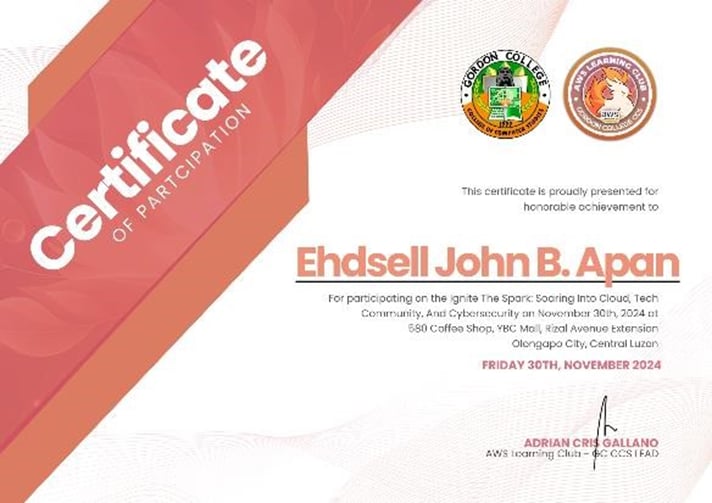 Certificate
OF PARTCIPATION
GORDON COLLEGE
COLLEGE OF COMPUTER STUDIES
AWS LEARNING CLUB
aws
GORDON COLLEGE CCS
This certificate is proudly presented for
honorable achievement to
Ehdsell John B. Apan
For participating on the Ignite The Spark: Soaring Into Cloud, Tech
Community, And Cybersecurity on November 30th, 2024 at
580 Coffee Shop, YBC Mall, Rizal Avenue Extension
Olongapo City, Central Luzon
FRIDAY 30TH, NOVEMBER 2024
ADRIAN CRIS GALLANO
AWS Learning Club - GC CCS LEAD